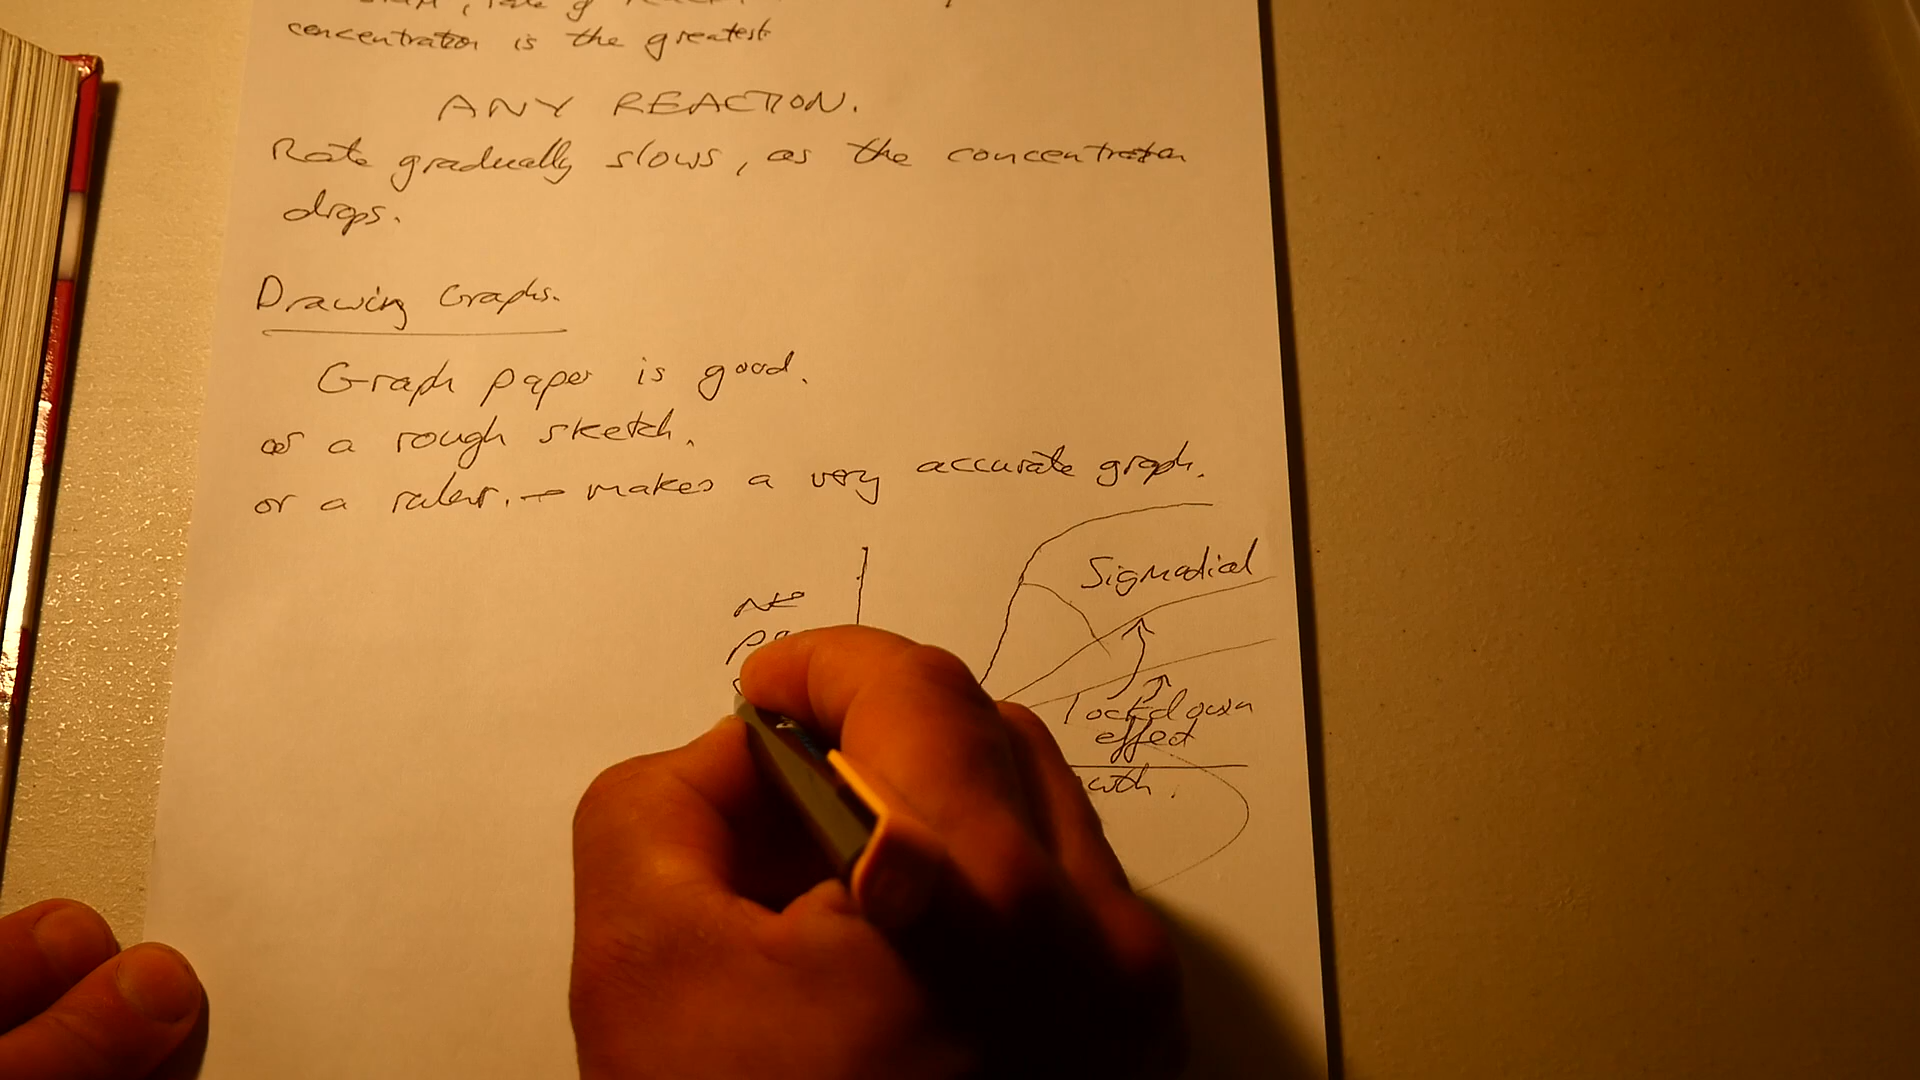 concentration is the greatest
ANY REACTION.
Rate gradually slows, as the concentration
drops.
Drawing Graphs.
Graph paper is good.
or a rough sketch.
or a ruler. → makes a very accurate graph.
Sigmodial
No
lockdown
effect